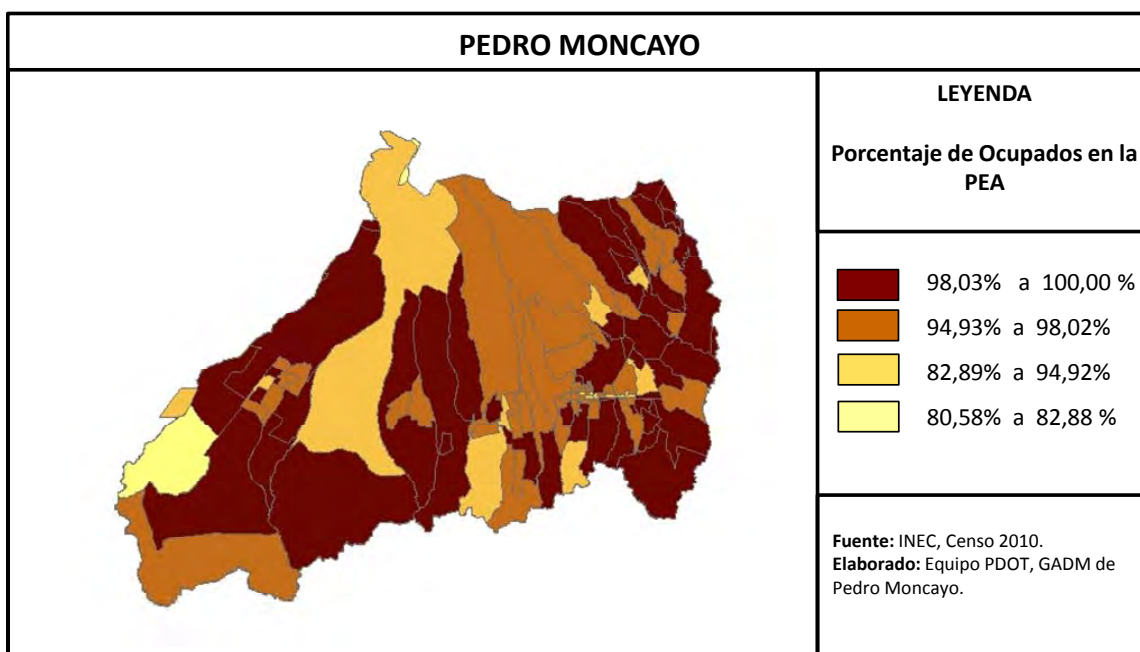 PEDRO MONCAYO
LEYENDA
Porcentaje de Ocupados en la
PEA
98,03% a 100,00 %
94,93% a 98,02%
82,89% a 94,92%
80,58% a 82,88 %
Fuente: INEC, Censo 2010.
Elaborado: Equipo PDOT, GADM de
Pedro Moncayo.